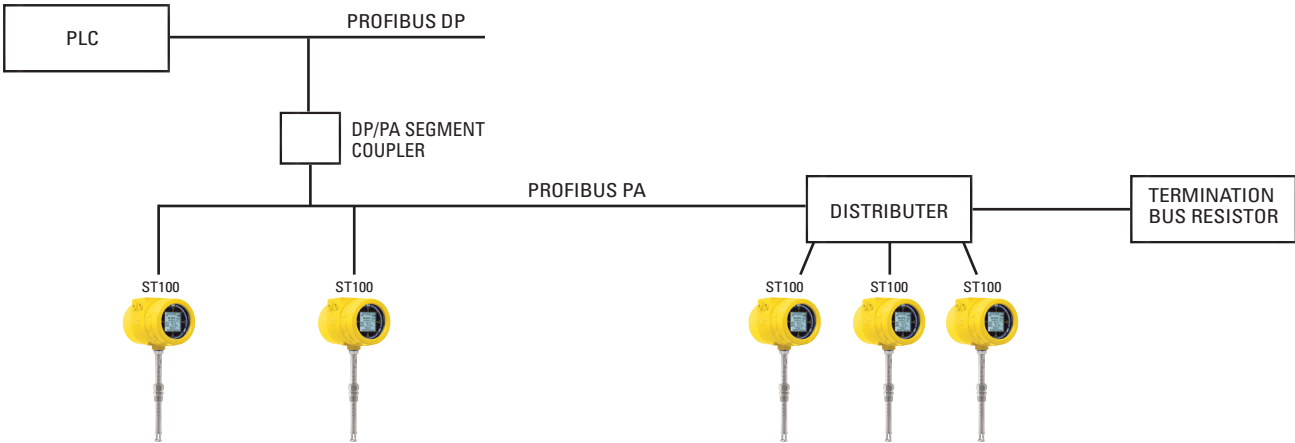 PLC
PROFIBUS DP
DP/PA SEGMENT
COUPLER
PROFIBUS PA
DISTRIBUTER
TERMINATION
BUS RESISTOR
ST100
ST100
ST100
ST100
ST100